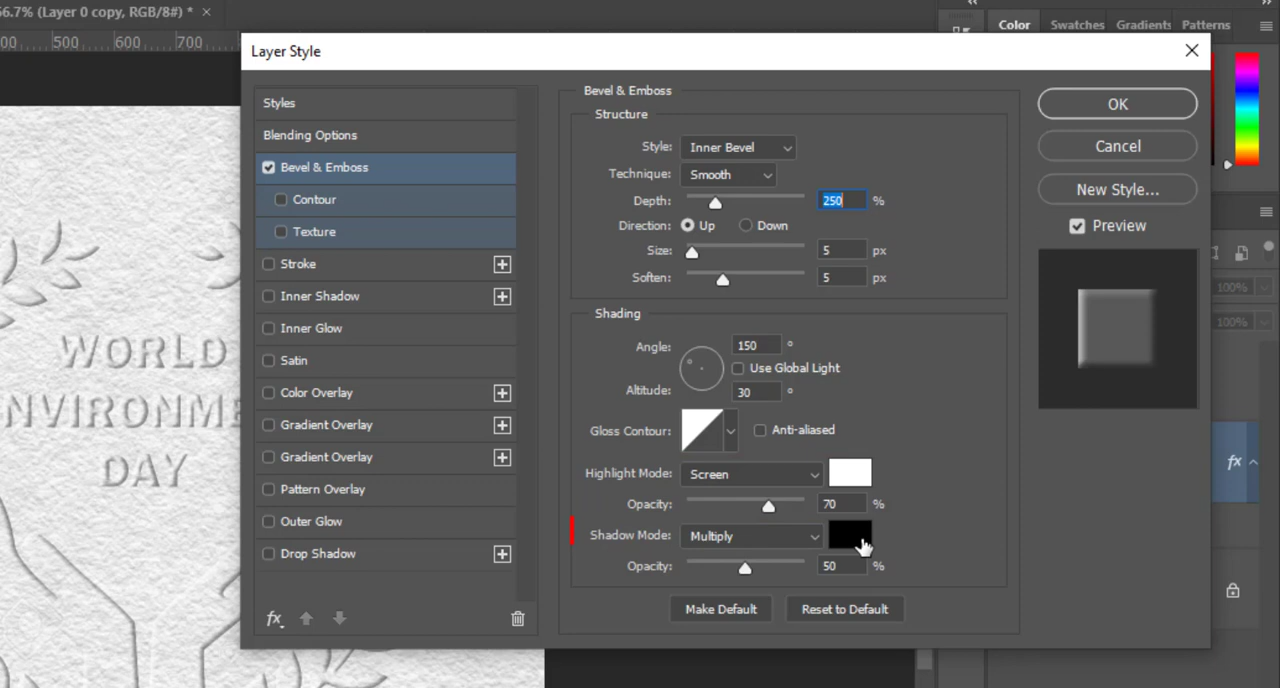 66.7% (Layer 0 copy, RGB/8#) * ×
Color Swatches Gradients Patterns
00 500 600 700
Layer Style
Styles
Blending Options
Bevel & Emboss
Contour
Texture
Stroke
Inner Shadow
Inner Glow
Satin
Color Overlay
Gradient Overlay
Gradient Overlay
Pattern Overlay
Outer Glow
Drop Shadow
fx
Bevel & Emboss
Structure
Style: Inner Bevel
Technique: Smooth
Depth: 250 %
Direction: Up Down
Size: 5 px
Soften: 5 px
Shading
Angle: 150 °
Use Global Light
Altitude: 30 °
Gloss Contour: Anti-aliased
Highlight Mode: Screen
Opacity: 70 %
Shadow Mode: Multiply
Opacity: 50 %
Make Default Reset to Default
OK
Cancel
New Style...
Preview
100%
100%
fx
WORLD
NVIRONME
DAY